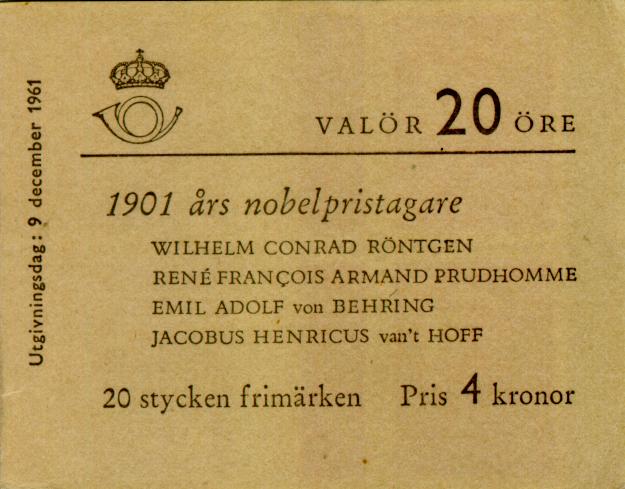 Utgivningsdag: 9 december 1961
VALÖR 20 ÖRE
1901 års nobelpristagare
WILHELM CONRAD RÖNTGEN
RENÉ FRANÇOIS ARMAND PRUDHOMME
EMIL ADOLF von BEHRING
JACOBUS HENRICUS van't HOFF
20 stycken frimärken Pris 4 kronor